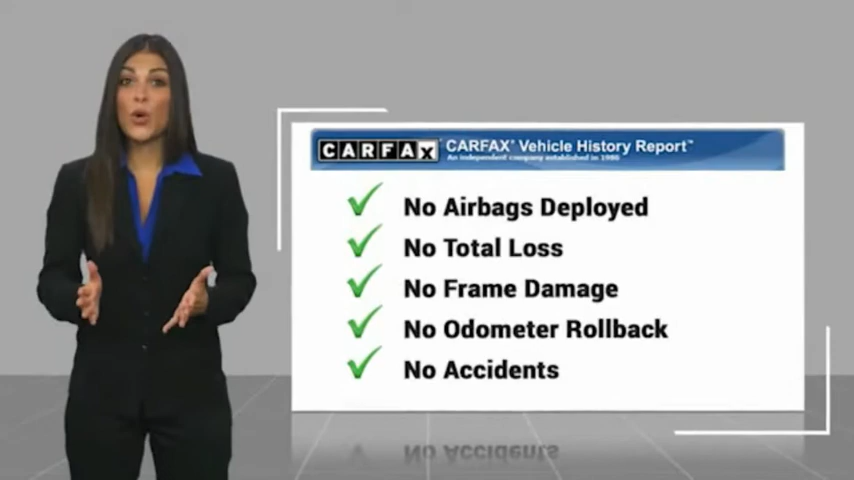 CARFAX CARFAX® Vehicle History Report™
An independent company established in 1986
No Airbags Deployed
No Total Loss
No Frame Damage
No Odometer Rollback
No Accidents
No Accidents